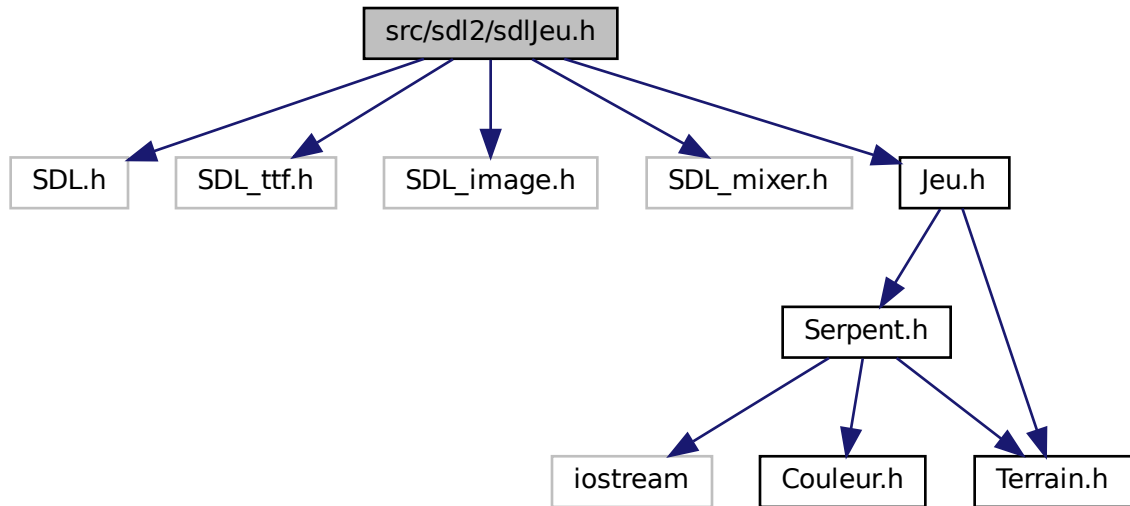 src/sdl2/sdlJeu.h
SDL.h
SDL_ttf.h
SDL_image.h
SDL_mixer.h
Jeu.h
Serpent.h
iostream
Couleur.h
Terrain.h